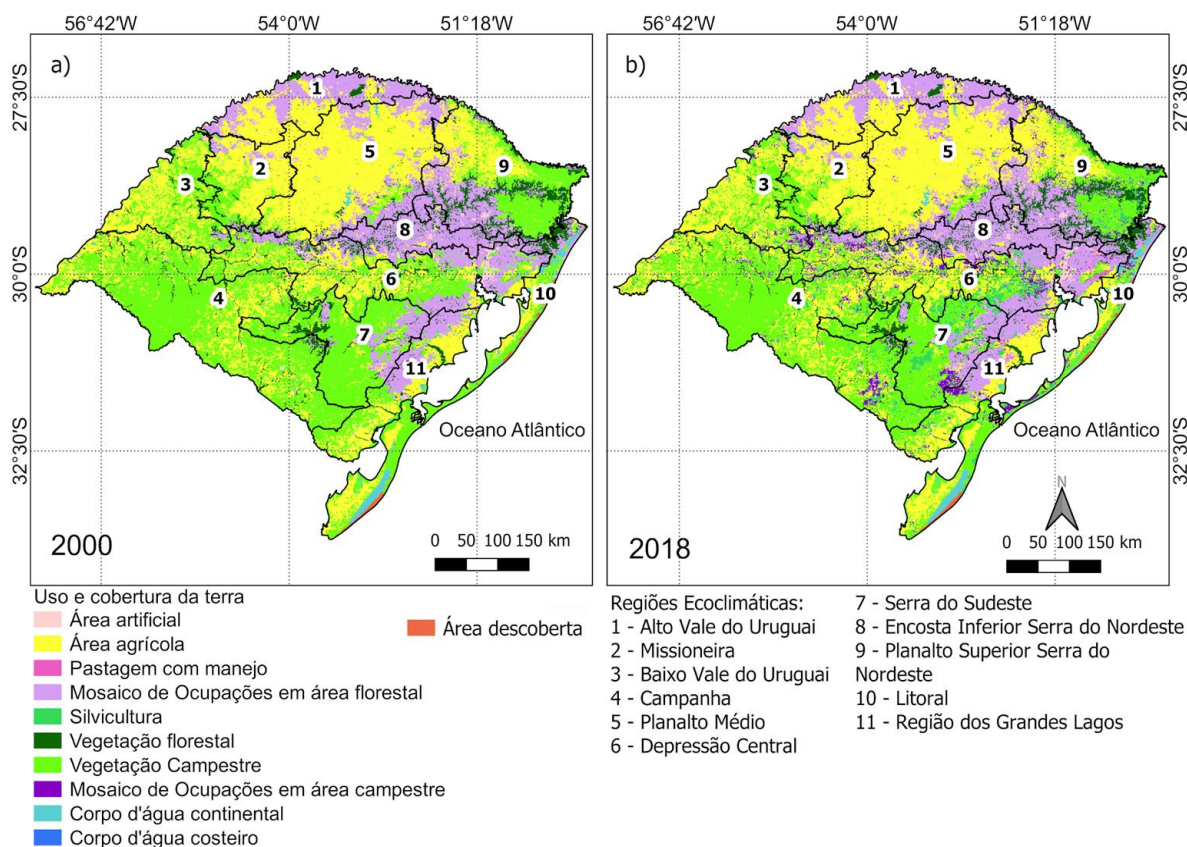 56°42'W 54°0'W 51°18'W 56°42'W 54°0'W 51°18'W
a)
b)
27°30'S
30°0'S
32°30'S
27°30'S
30°0'S
32°30'S
1
2
3
4
5
6
7
8
9
10
11
Oceano Atlântico
2000
0 50 100 150 km
1
2
3
4
5
6
7
8
9
10
11
Oceano Atlântico
N
2018
0 50 100 150 km
Uso e cobertura da terra
Área artificial
Área agrícola
Pastagem com manejo
Mosaico de Ocupações em área florestal
Silvicultura
Vegetação florestal
Vegetação Campestre
Mosaico de Ocupações em área campestre
Corpo d'água continental
Corpo d'água costeiro
Área descoberta
Regiões Ecoclimáticas:
1 - Alto Vale do Uruguai
2 - Missioneira
3 - Baixo Vale do Uruguai
4 - Campanha
5 - Planalto Médio
6 - Depressão Central
7 - Serra do Sudeste
8 - Encosta Inferior Serra do Nordeste
9 - Planalto Superior Serra do
Nordeste
10 - Litoral
11 - Região dos Grandes Lagos